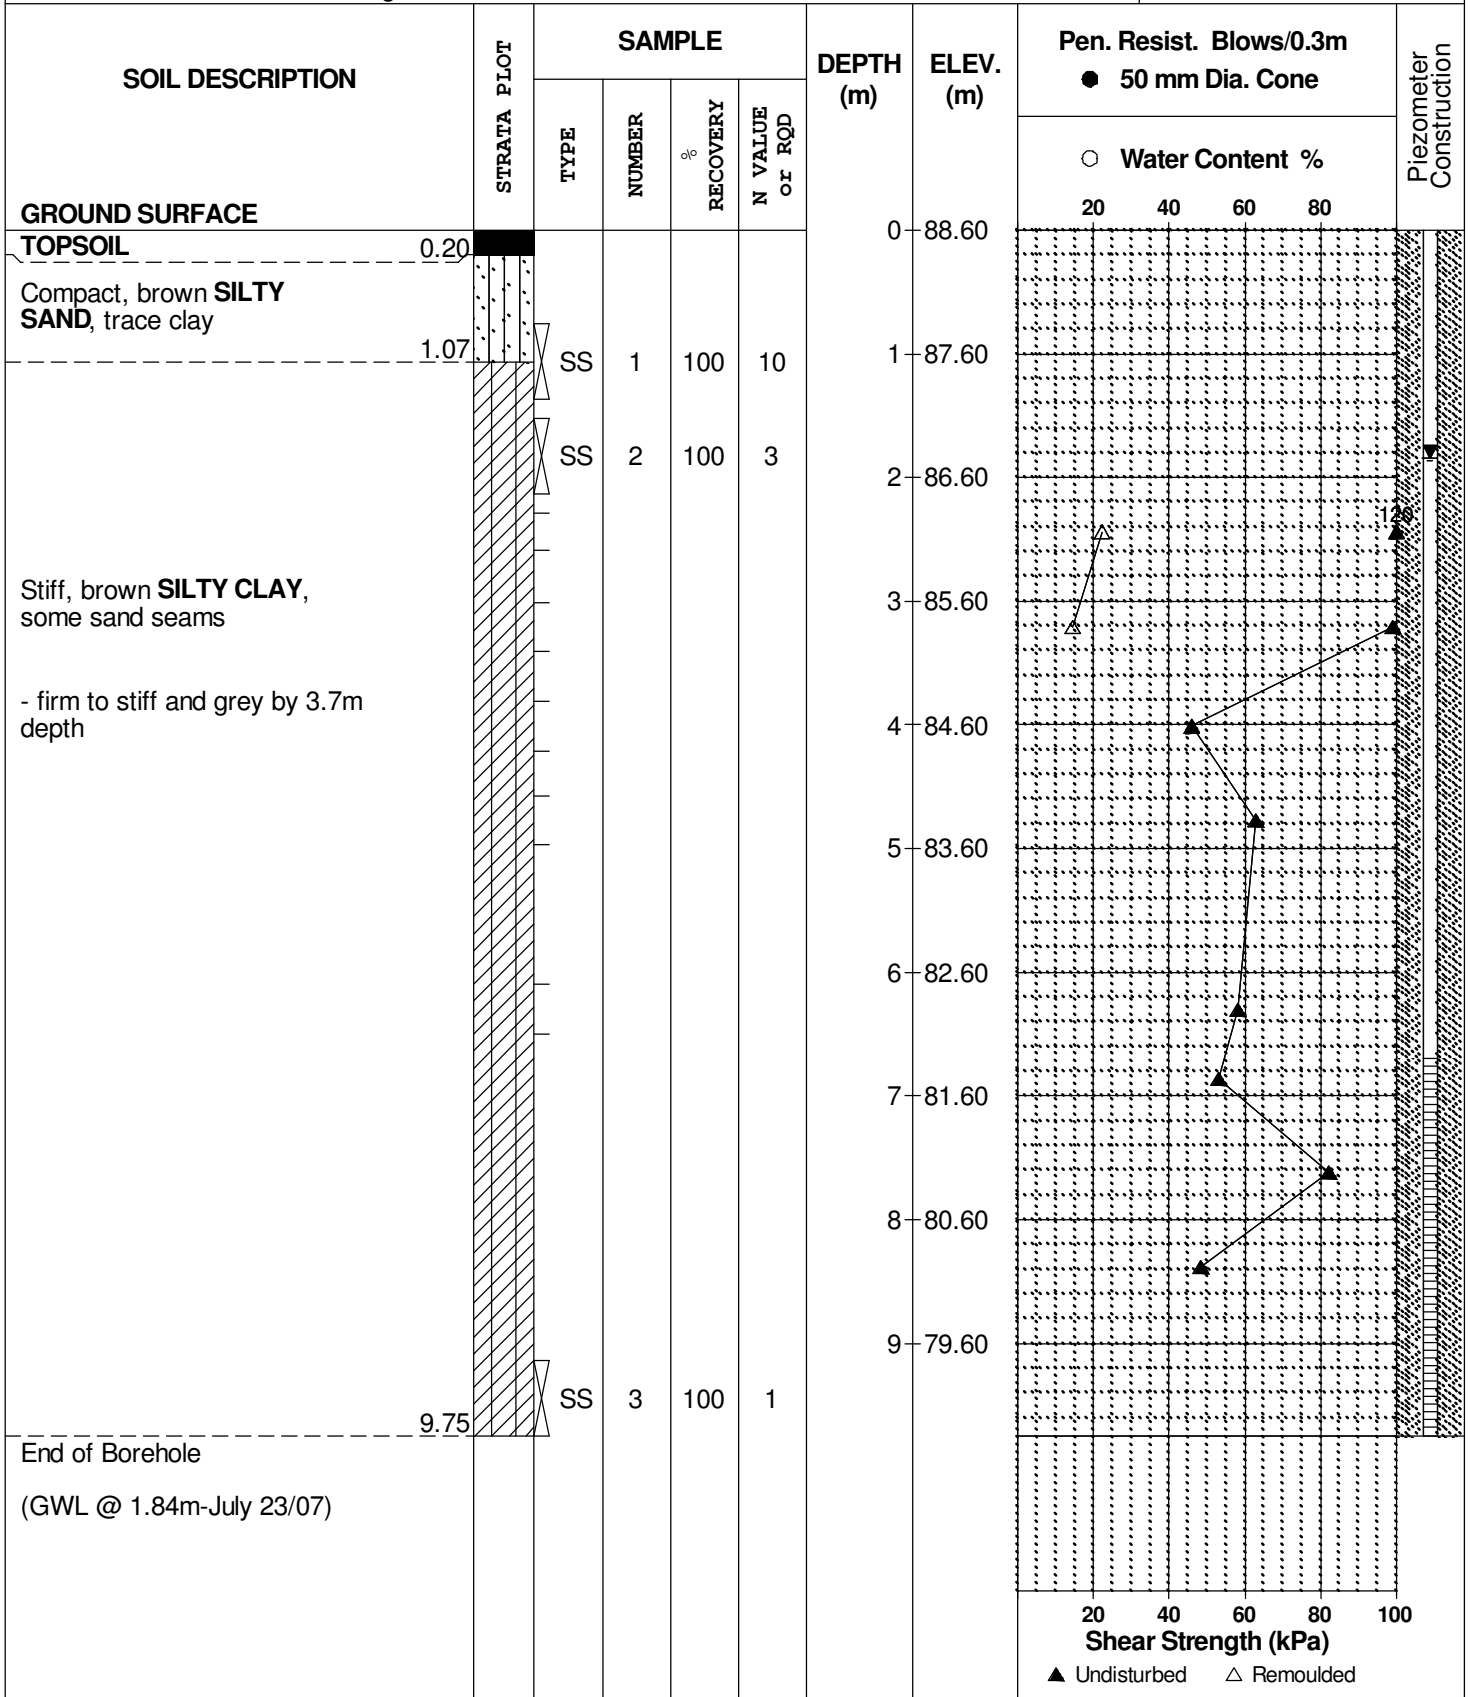 SOIL DESCRIPTION
GROUND SURFACE
STRATA PLOT
SAMPLE
TYPE
NUMBER
% RECOVERY
N VALUE or RQD
DEPTH
(m)
ELEV.
(m)
Pen. Resist. Blows/0.3m
● 50 mm Dia. Cone
○ Water Content %
20 40 60 80
Piezometer
Construction
TOPSOIL 0.20
Compact, brown SILTY
SAND, trace clay
1.07
Stiff, brown SILTY CLAY,
some sand seams
- firm to stiff and grey by 3.7m
depth
9.75
End of Borehole
(GWL @ 1.84m-July 23/07)
SS 1 100 10
SS 2 100 3
SS 3 100 1
0 88.60
1 87.60
2 86.60
3 85.60
4 84.60
5 83.60
6 82.60
7 81.60
8 80.60
9 79.60
120
20 40 60 80 100
Shear Strength (kPa)
▲ Undisturbed △ Remoulded